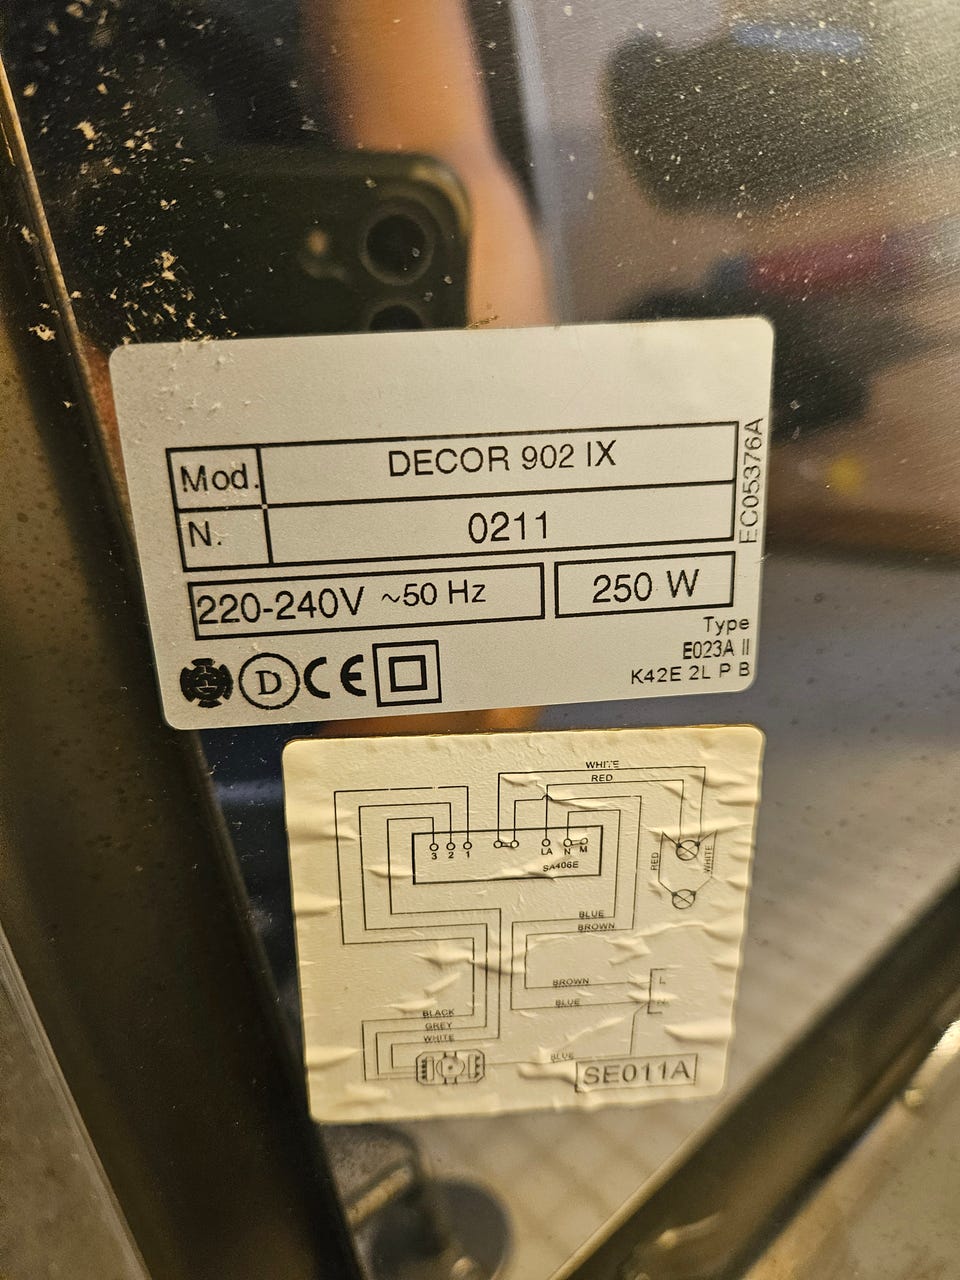 Mod. DECOR 902 IX
N. 0211
EC05376A
220-240V ~50 Hz 250 W
Type
E023A II
K42E 2L P B
D CE
WHITE
RED
3 2 1 LA N M
SA406E
RED WHITE
BLUE
BROWN
BROWN L
BLUE
BLACK
GREY
WHITE
BLUE
SE011A